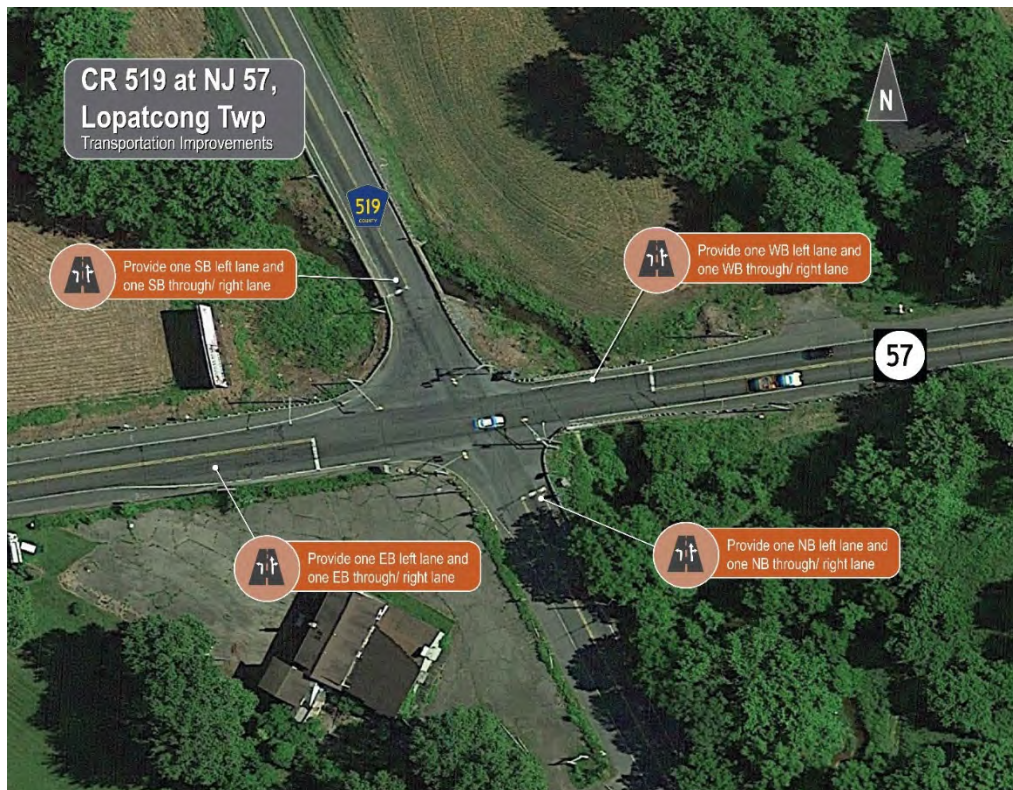 CR 519 at NJ 57,
Lopatcong Twp
Transportation Improvements
N
519
COUNTY
Provide one SB left lane and
one SB through/ right lane
Provide one WB left lane and
one WB through/ right lane
57
Provide one EB left lane and
one EB through/ right lane
Provide one NB left lane and
one NB through/ right lane